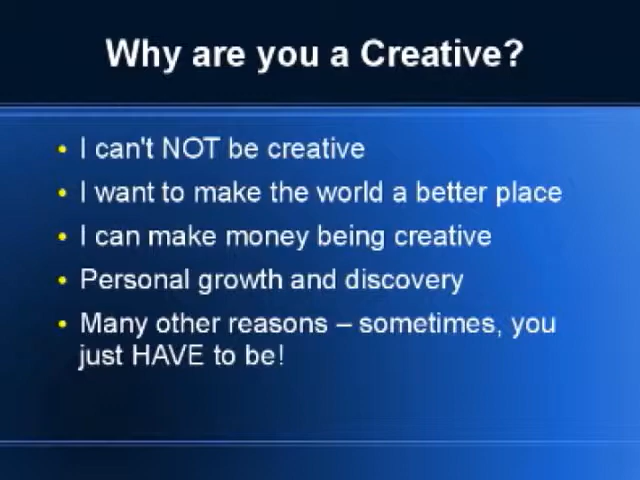 Why are you a Creative?
• I can't NOT be creative
• I want to make the world a better place
• I can make money being creative
• Personal growth and discovery
• Many other reasons – sometimes, you
just HAVE to be!